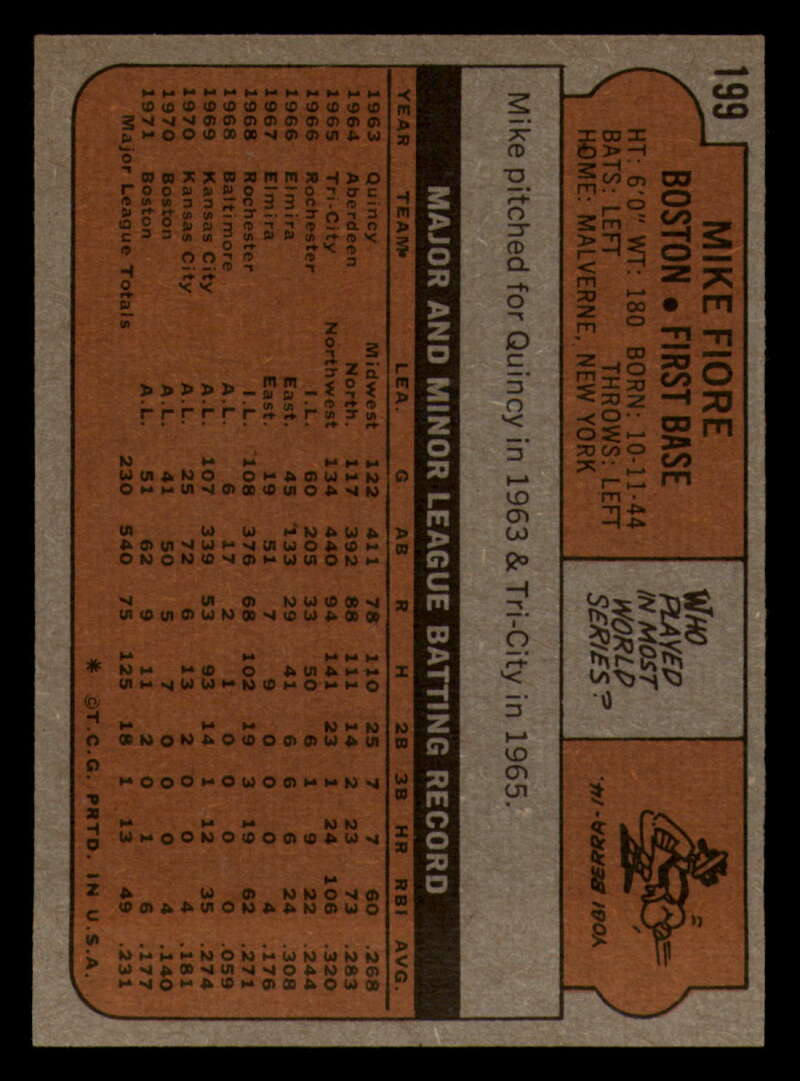 199
MIKE FIORE
BOSTON • FIRST BASE
HT: 6'0" WT: 180 BORN: 10-11-44
BATS: LEFT THROWS: LEFT
HOME: MALVERNE, NEW YORK
WHO
PLAYED
IN MOST
WORLD
SERIES?
YOGI BERRA-14.
Mike pitched for Quincy in 1963 & Tri-City in 1965.
MAJOR AND MINOR LEAGUE BATTING RECORD
YEAR TEAM LEA. G AB R H 2B 3B HR RBI AVG.
1963 Quincy Midwest 122 411 78 110 25 7 7 60 .268
1964 Aberdeen North. 117 392 88 111 14 2 23 73 .283
1965 Tri-City Northwest 134 440 94 141 23 1 24 106 .320
1966 Rochester I.L. 60 205 33 50 6 1 9 22 .244
1966 Elmira East. 45 133 29 41 6 6 6 24 .308
1967 Elmira East. 19 51 7 9 0 0 0 4 .176
1968 Rochester I.L. 108 376 68 102 19 3 19 62 .271
1968 Baltimore A.L. 6 17 2 1 0 0 0 0 .059
1969 Kansas City A.L. 107 339 53 93 14 1 12 35 .274
1970 Kansas City A.L. 25 72 6 13 2 0 0 4 .181
1970 Boston A.L. 41 50 5 7 0 0 0 4 .140
1971 Boston A.L. 51 62 9 11 2 0 1 6 .177
Major League Totals 230 540 75 125 18 1 13 49 .231
* ©T.C.G. PRTD. IN U.S.A.